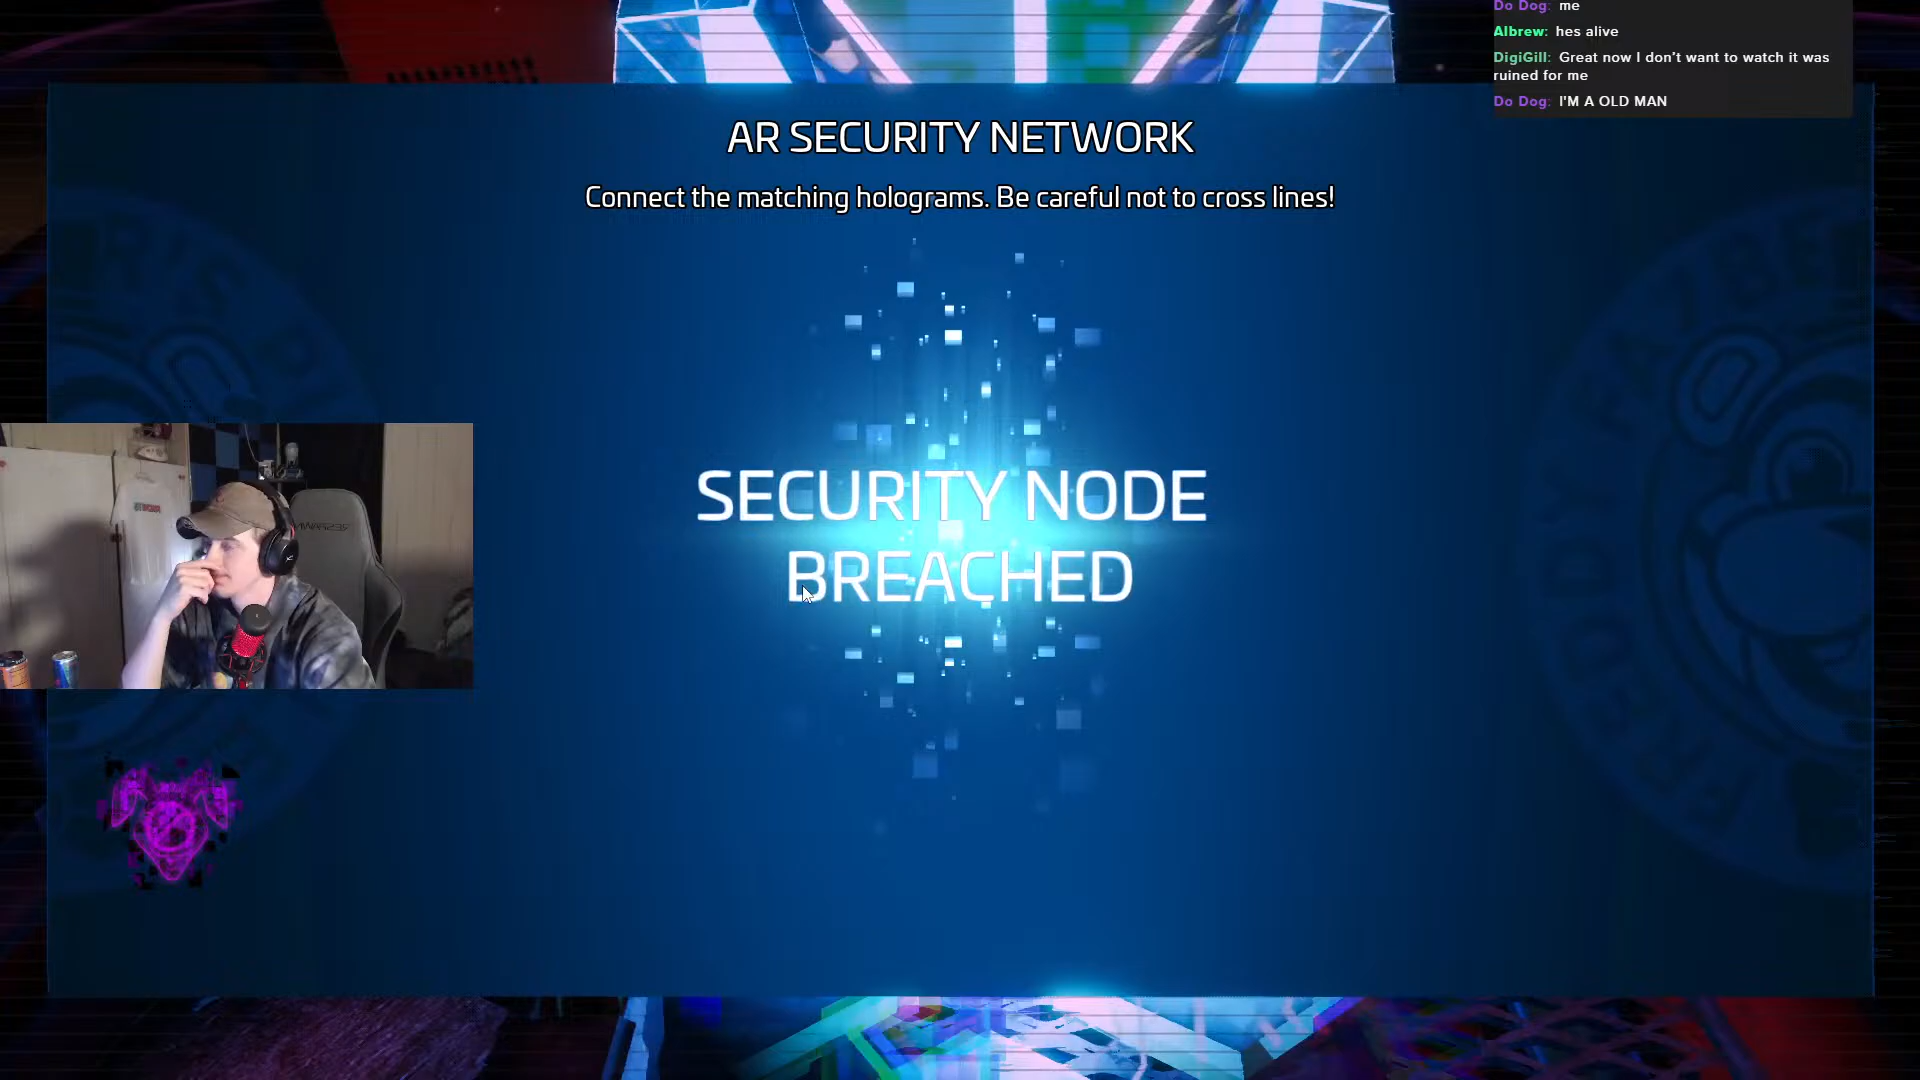 Do Dog: me
Albrew: hes alive
DigiGill: Great now I don't want to watch it was
ruined for me
Do Dog: I'M A OLD MAN
AR SECURITY NETWORK
Connect the matching holograms. Be careful not to cross lines!
SECURITY NODE
BREACHED